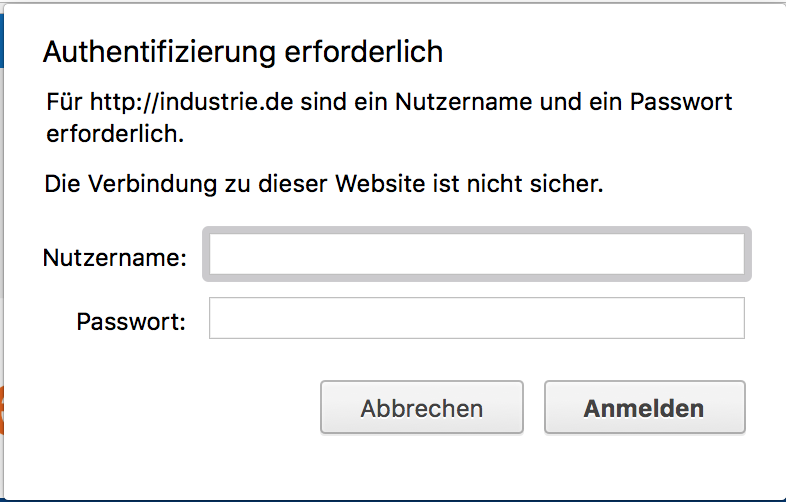 Authentifizierung erforderlich
Für http://industrie.de sind ein Nutzername und ein Passwort
erforderlich.
Die Verbindung zu dieser Website ist nicht sicher.
Nutzername:
Passwort:
Abbrechen
Anmelden